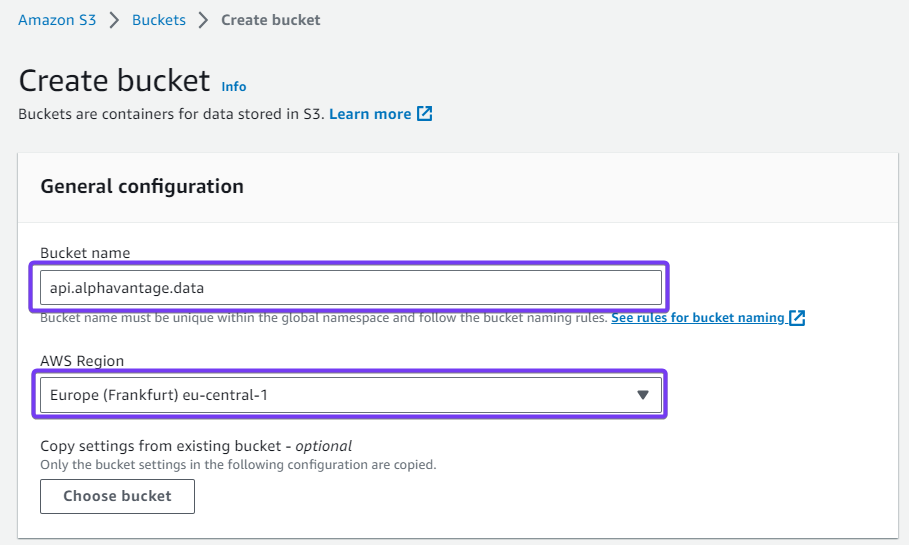 Amazon S3 > Buckets > Create bucket
Create bucket Info
Buckets are containers for data stored in S3. Learn more
General configuration
Bucket name
api.alphavantage.data
Bucket name must be unique within the global namespace and follow the bucket naming rules. See rules for bucket naming
AWS Region
Europe (Frankfurt) eu-central-1
Copy settings from existing bucket - optional
Only the bucket settings in the following configuration are copied.
Choose bucket